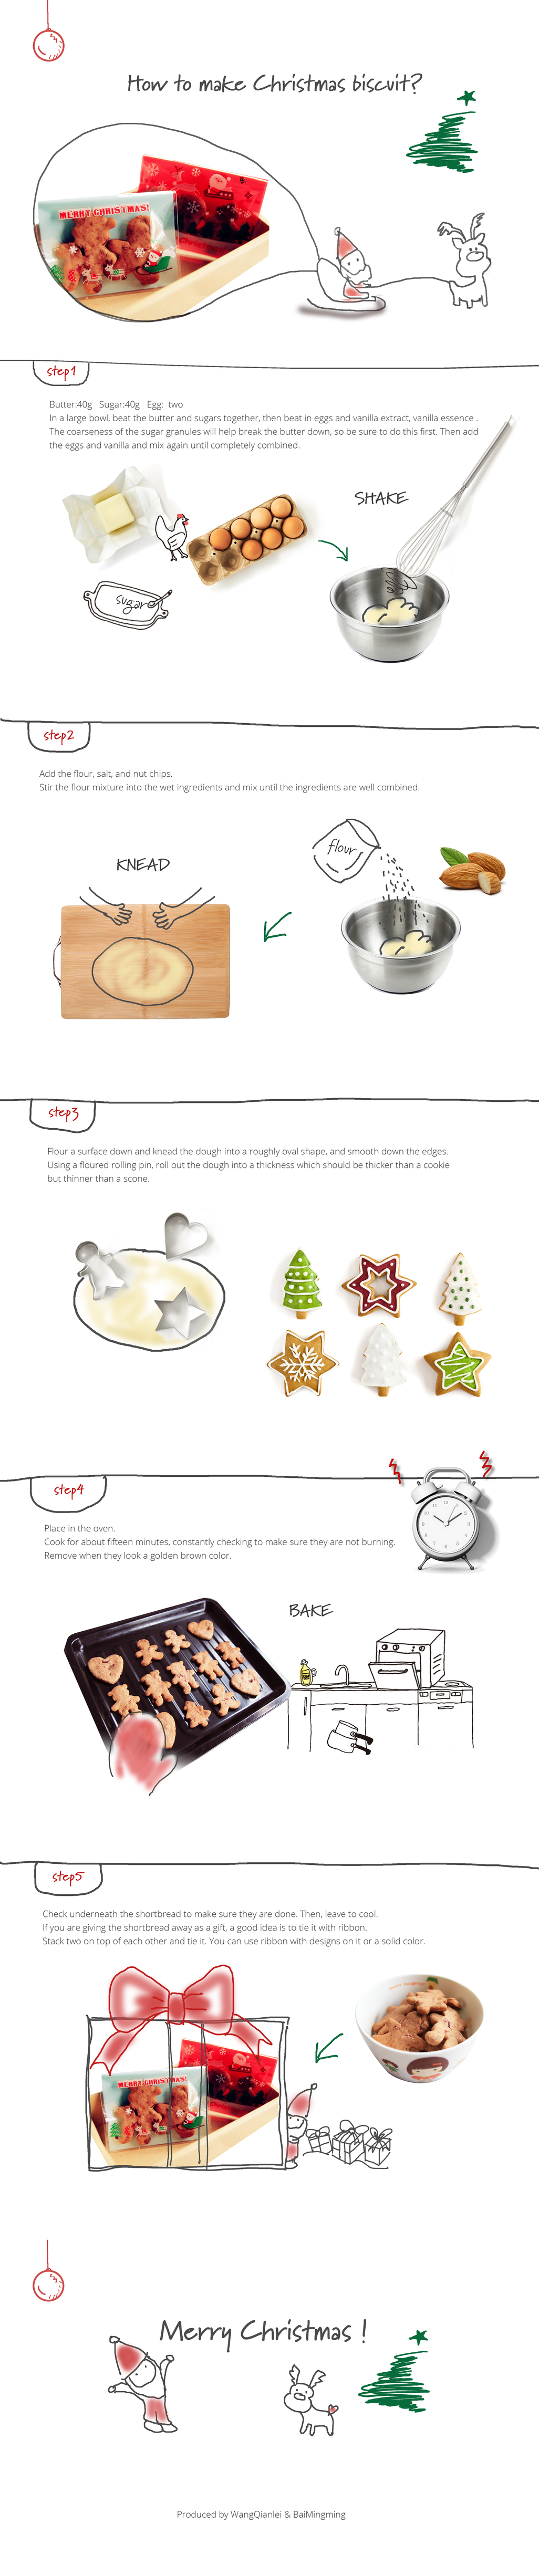 How to make Christmas biscuit?
MERRY CHRISTMAS!
step1
Butter:40g Sugar:40g Egg: two
In a large bowl, beat the butter and sugars together, then beat in eggs and vanilla extract, vanilla essence .
The coarseness of the sugar granules will help break the butter down, so be sure to do this first. Then add
the eggs and vanilla and mix again until completely combined.
SHAKE
sugar
step2
Add the flour, salt, and nut chips.
Stir the flour mixture into the wet ingredients and mix until the ingredients are well combined.
flour
KNEAD
step3
Flour a surface down and knead the dough into a roughly oval shape, and smooth down the edges.
Using a floured rolling pin, roll out the dough into a thickness which should be thicker than a cookie
but thinner than a scone.
step4
Place in the oven.
Cook for about fifteen minutes, constantly checking to make sure they are not burning.
Remove when they look a golden brown color.
BAKE
step5
Check underneath the shortbread to make sure they are done. Then, leave to cool.
If you are giving the shortbread away as a gift, a good idea is to tie it with ribbon.
Stack two on top of each other and tie it. You can use ribbon with designs on it or a solid color.
MERRY CHRISTMAS!
Merry Christmas !
Produced by WangQianlei & BaiMingming